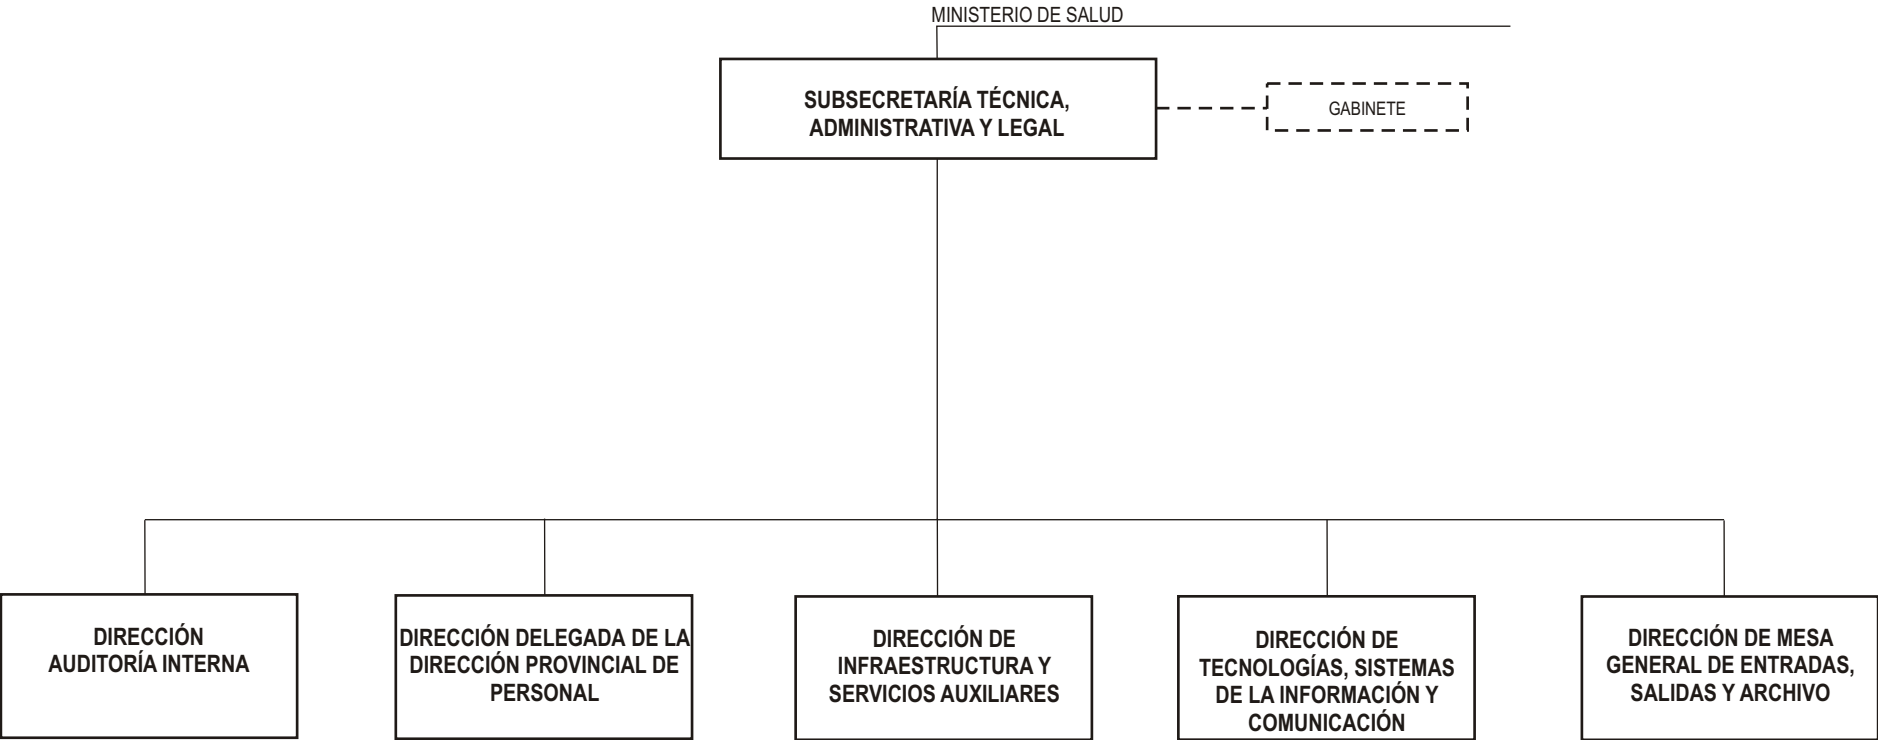 MINISTERIO DE SALUD
SUBSECRETARÍA TÉCNICA,
ADMINISTRATIVA Y LEGAL
GABINETE
DIRECCIÓN
AUDITORÍA INTERNA
DIRECCIÓN DELEGADA DE LA
DIRECCIÓN PROVINCIAL DE
PERSONAL
DIRECCIÓN DE
INFRAESTRUCTURA Y
SERVICIOS AUXILIARES
DIRECCIÓN DE
TECNOLOGÍAS, SISTEMAS
DE LA INFORMACIÓN Y
COMUNICACIÓN
DIRECCIÓN DE MESA
GENERAL DE ENTRADAS,
SALIDAS Y ARCHIVO